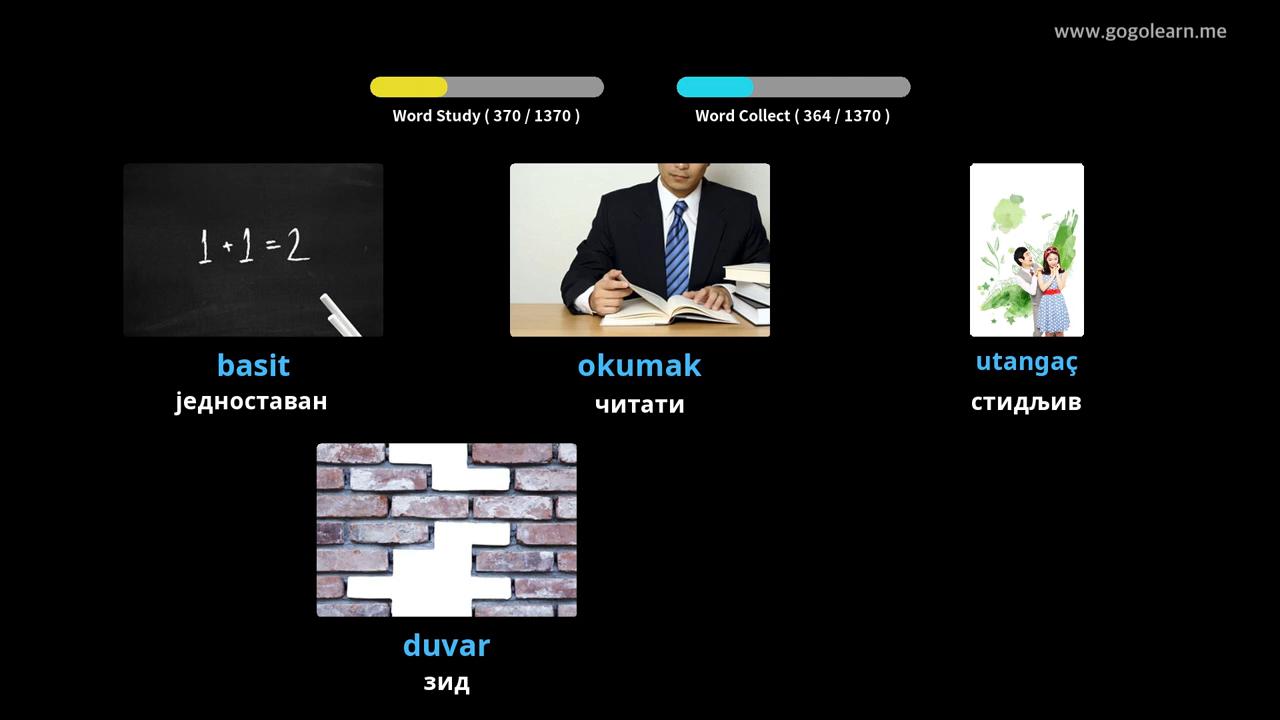 www.gogolearn.me
Word Study ( 370 / 1370 )
Word Collect ( 364 / 1370 )
1 + 1 = 2
basit
једноставан
okumak
читати
utangaç
стидљив
duvar
зид